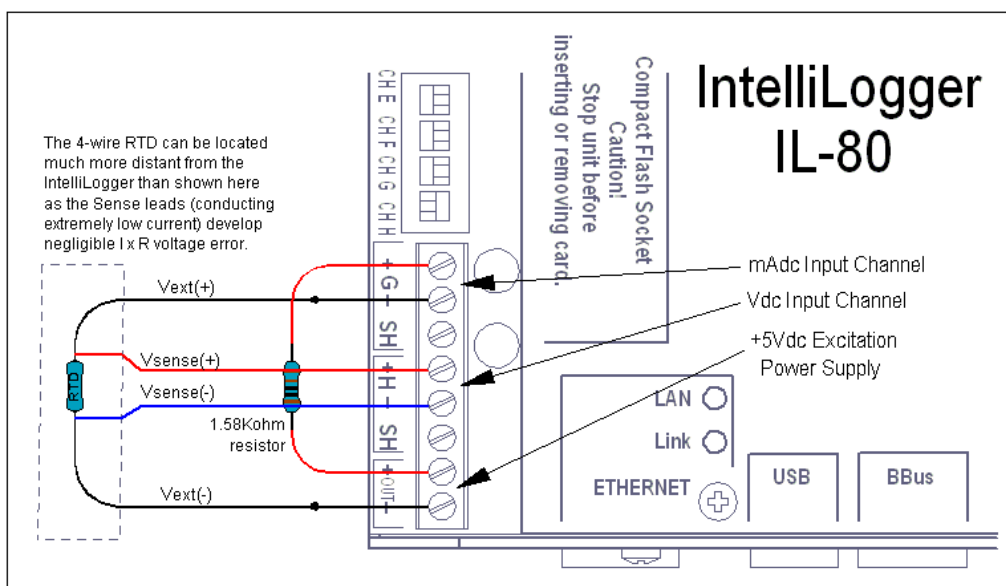 IntelliLogger
IL-80
The 4-wire RTD can be located
much more distant from the
IntelliLogger than shown here
as the Sense leads (conducting
extremely low current) develop
negligible I x R voltage error.
CH E CH F CH G CH H
Compact Flash Socket
Caution!
Stop unit before
inserting or removing card.
+ G -
SH
+ H -
SH
+ OUT -
mAdc Input Channel
Vdc Input Channel
+5Vdc Excitation
Power Supply
Vext(+)
Vsense(+)
RTD
Vsense(-)
1.58Kohm
resistor
Vext(-)
LAN
Link
ETHERNET
USB
BBus